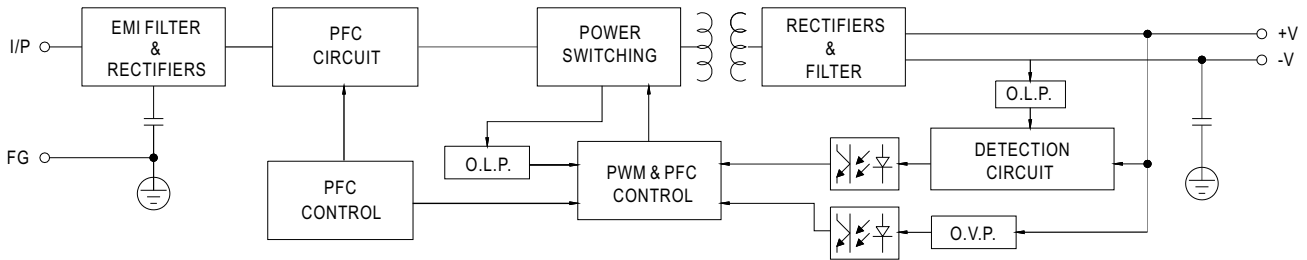 I/P
EMI FILTER
&
RECTIFIERS
PFC
CIRCUIT
POWER
SWITCHING
RECTIFIERS
&
FILTER
+V
-V
O.L.P.
FG
O.L.P.
PFC
CONTROL
PWM & PFC
CONTROL
DETECTION
CIRCUIT
O.V.P.